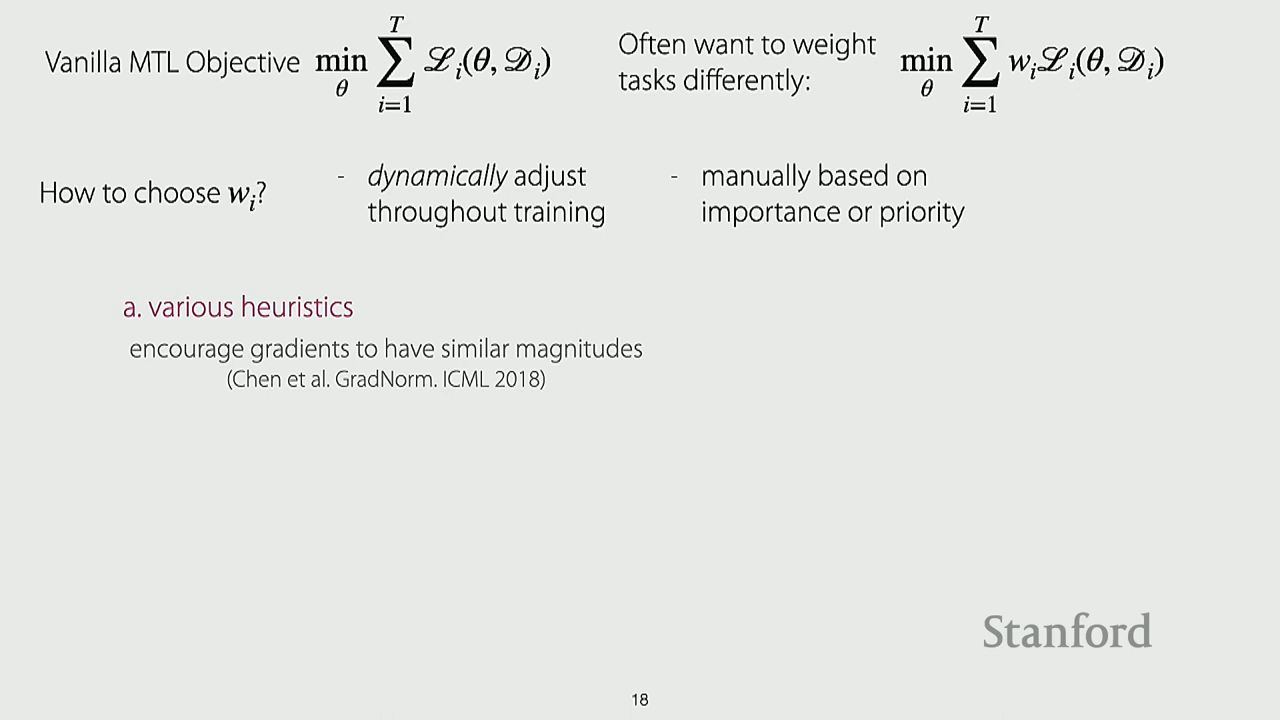 Vanilla MTL Objective min_θ ∑_{i=1}^{T} ℒ_i(θ, 𝒟_i)
Often want to weight
tasks differently: min_θ ∑_{i=1}^{T} w_i ℒ_i(θ, 𝒟_i)
How to choose w_i?
- dynamically adjust
throughout training
- manually based on
importance or priority
a. various heuristics
encourage gradients to have similar magnitudes
(Chen et al. GradNorm. ICML 2018)
Stanford
18